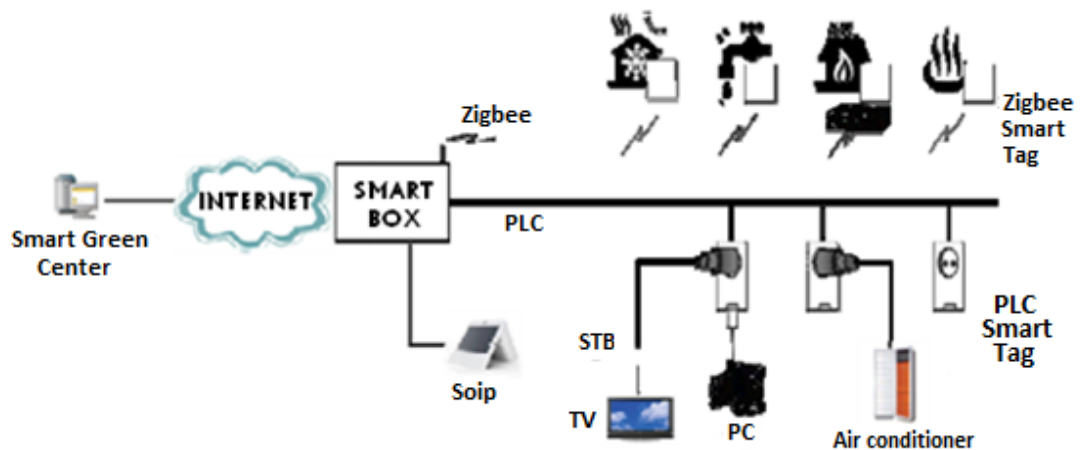 Zigbee
Zigbee
Smart
Tag
INTERNET
SMART
BOX
PLC
Smart Green
Center
PLC
Smart
Tag
STB
Soip
TV
PC
Air conditioner